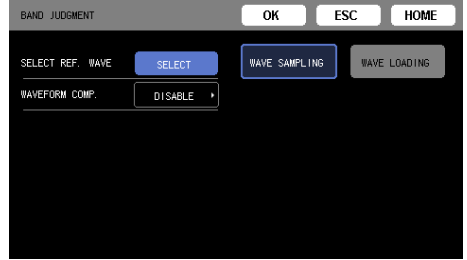 BAND JUDGMENT OK ESC HOME
SELECT REF. WAVE SELECT WAVE SAMPLING WAVE LOADING
WAVEFORM COMP. DISABLE